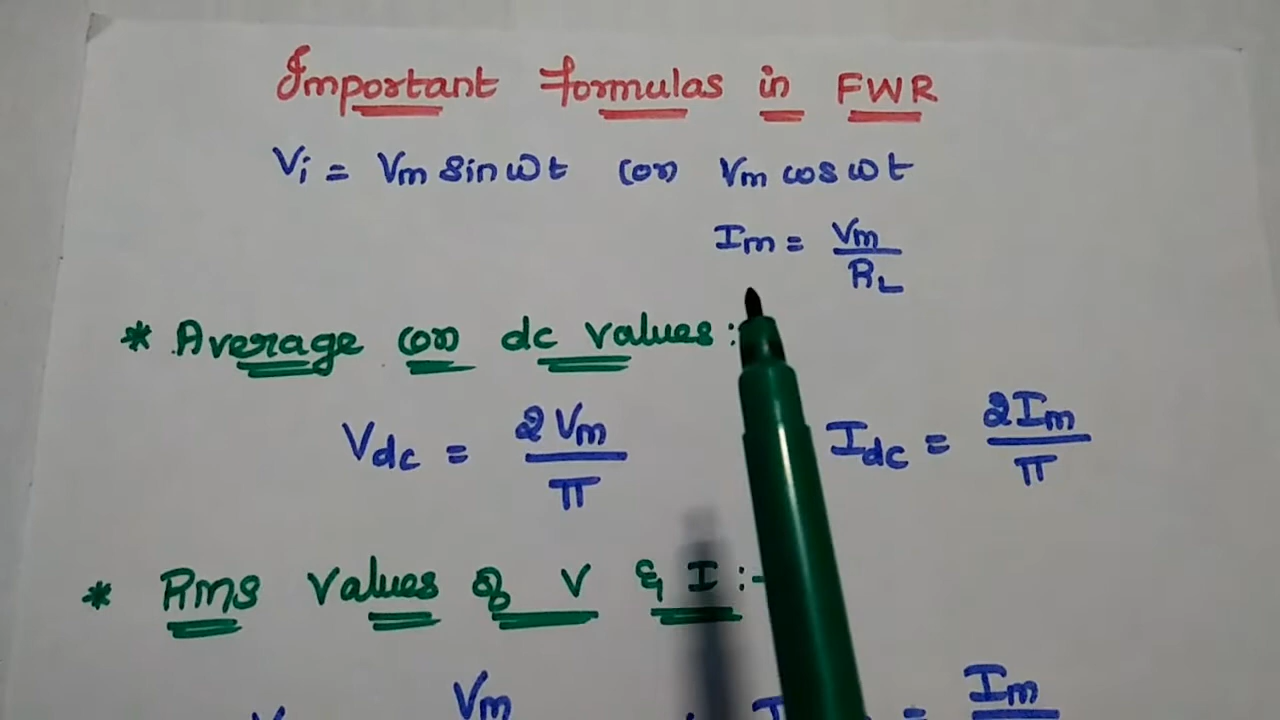 Important formulas in FWR
Vi = Vm sin ωt (or) Vm cos ωt
Im = Vm / RL
* Average (or) dc values :
Vdc = 2Vm / π Idc = 2Im / π
* Rms values of V & I :-
Vm Im